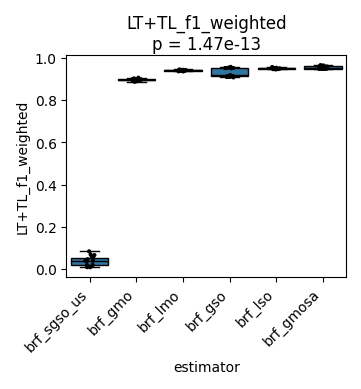 LT+TL_f1_weighted
p = 1.47e-13
LT+TL_f1_weighted
1.0
0.8
0.6
0.4
0.2
0.0
brf_sgso_us
brf_gmo
brf_lmo
brf_gso
brf_lso
brf_gmosa
estimator